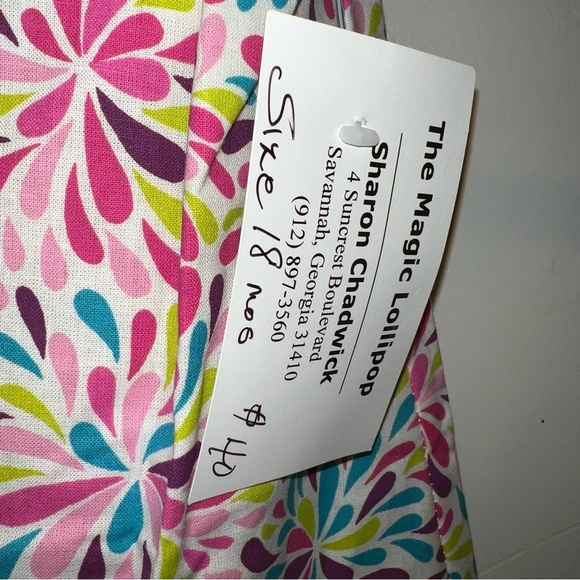 The Magic Lollipop
Sharon Chadwick
4 Suncrest Boulevard
Savannah, Georgia 31410
(912) 897-3560
Size 18 mos
$40